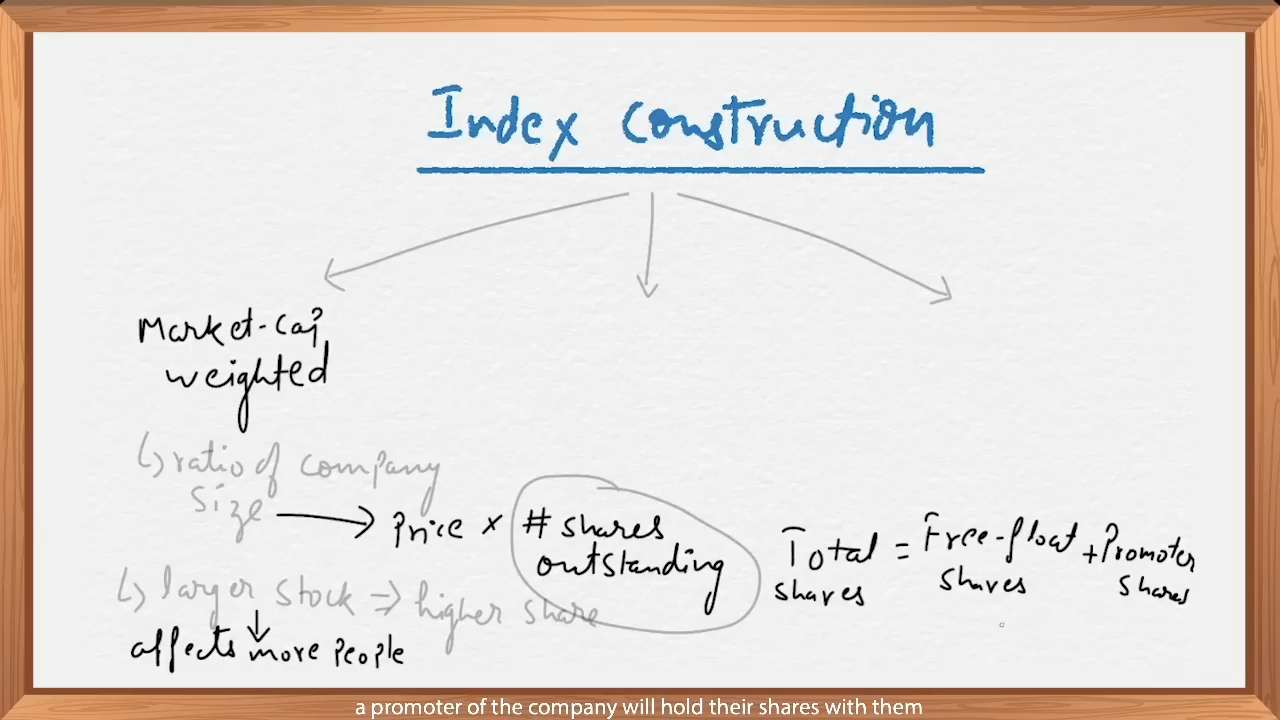 Index Construction
Market-Cap
weighted
↳ ratio of company
size → Price × # shares
outstanding
Total = Free-float + Promoter
shares shares shares
↳ larger stock ⇒ higher share
↓
affects more people
a promoter of the company will hold their shares with them